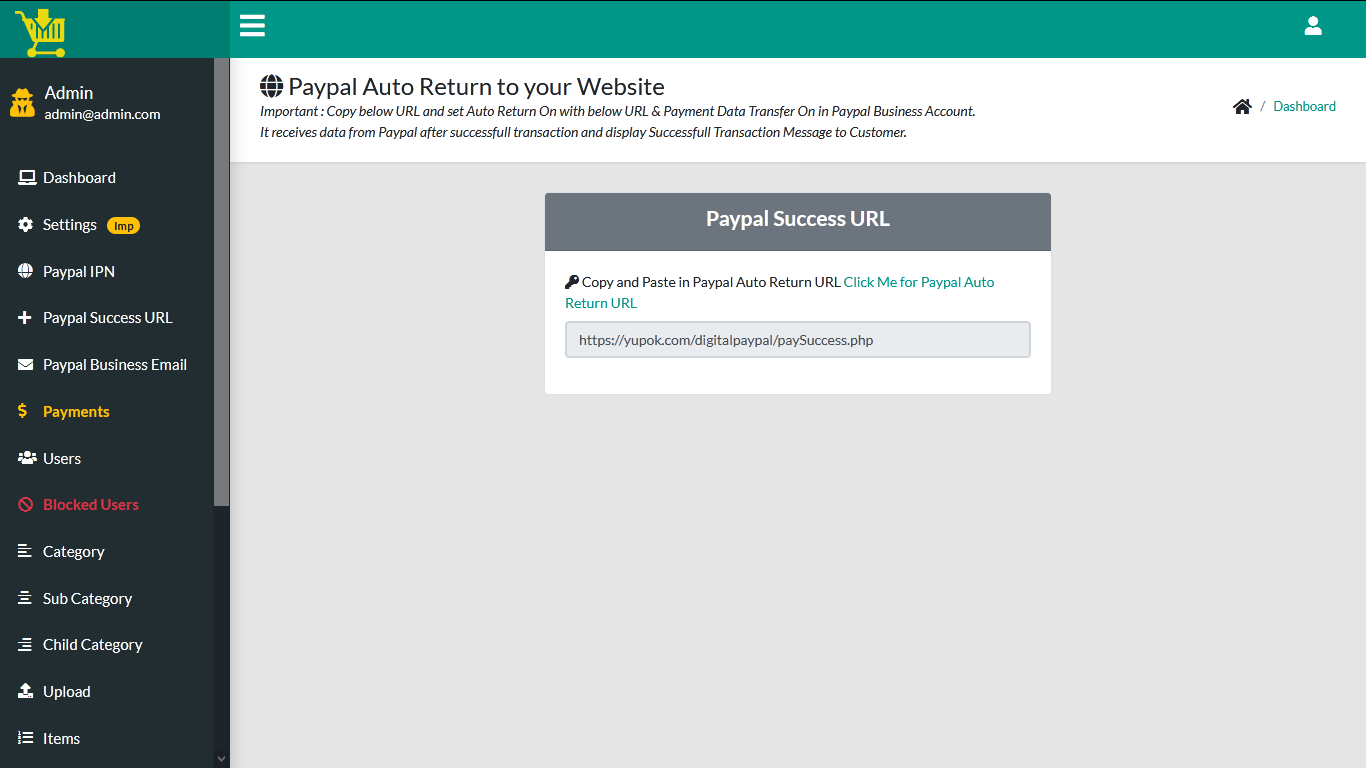 Admin
admin@admin.com
Dashboard
Settings Imp
Paypal IPN
Paypal Success URL
Paypal Business Email
Payments
Users
Blocked Users
Category
Sub Category
Child Category
Upload
Items
Paypal Auto Return to your Website
Important : Copy below URL and set Auto Return On with below URL & Payment Data Transfer On in Paypal Business Account.
It receives data from Paypal after successfull transaction and display Successfull Transaction Message to Customer.
/ Dashboard
Paypal Success URL
Copy and Paste in Paypal Auto Return URL Click Me for Paypal Auto
Return URL
https://yupok.com/digitalpaypal/paySuccess.php